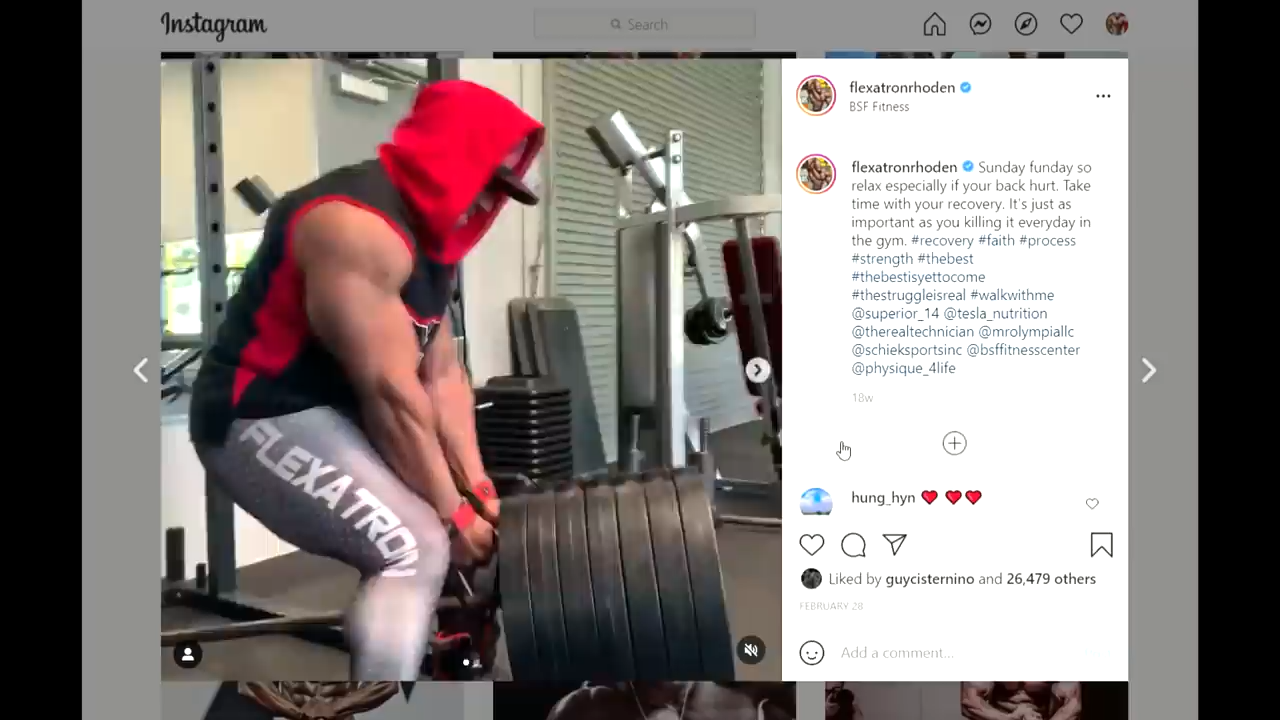 Instagram
Search
flexatronrhoden
BSF Fitness
flexatronrhoden Sunday funday so
relax especially if your back hurt. Take
time with your recovery. It's just as
important as you killing it everyday in
the gym. #recovery #faith #process
#strength #thebest
#thebestisyettocome
#thestruggleisreal #walkwithme
@superior_14 @tesla_nutrition
@therealtechnician @mrolympiallc
@schieksportsinc @bsffitnesscenter
@physique_4life
18w
FLEXATRON
hung_hyn ❤️ ❤️❤️
Liked by guycisternino and 26,479 others
FEBRUARY 28
Add a comment...